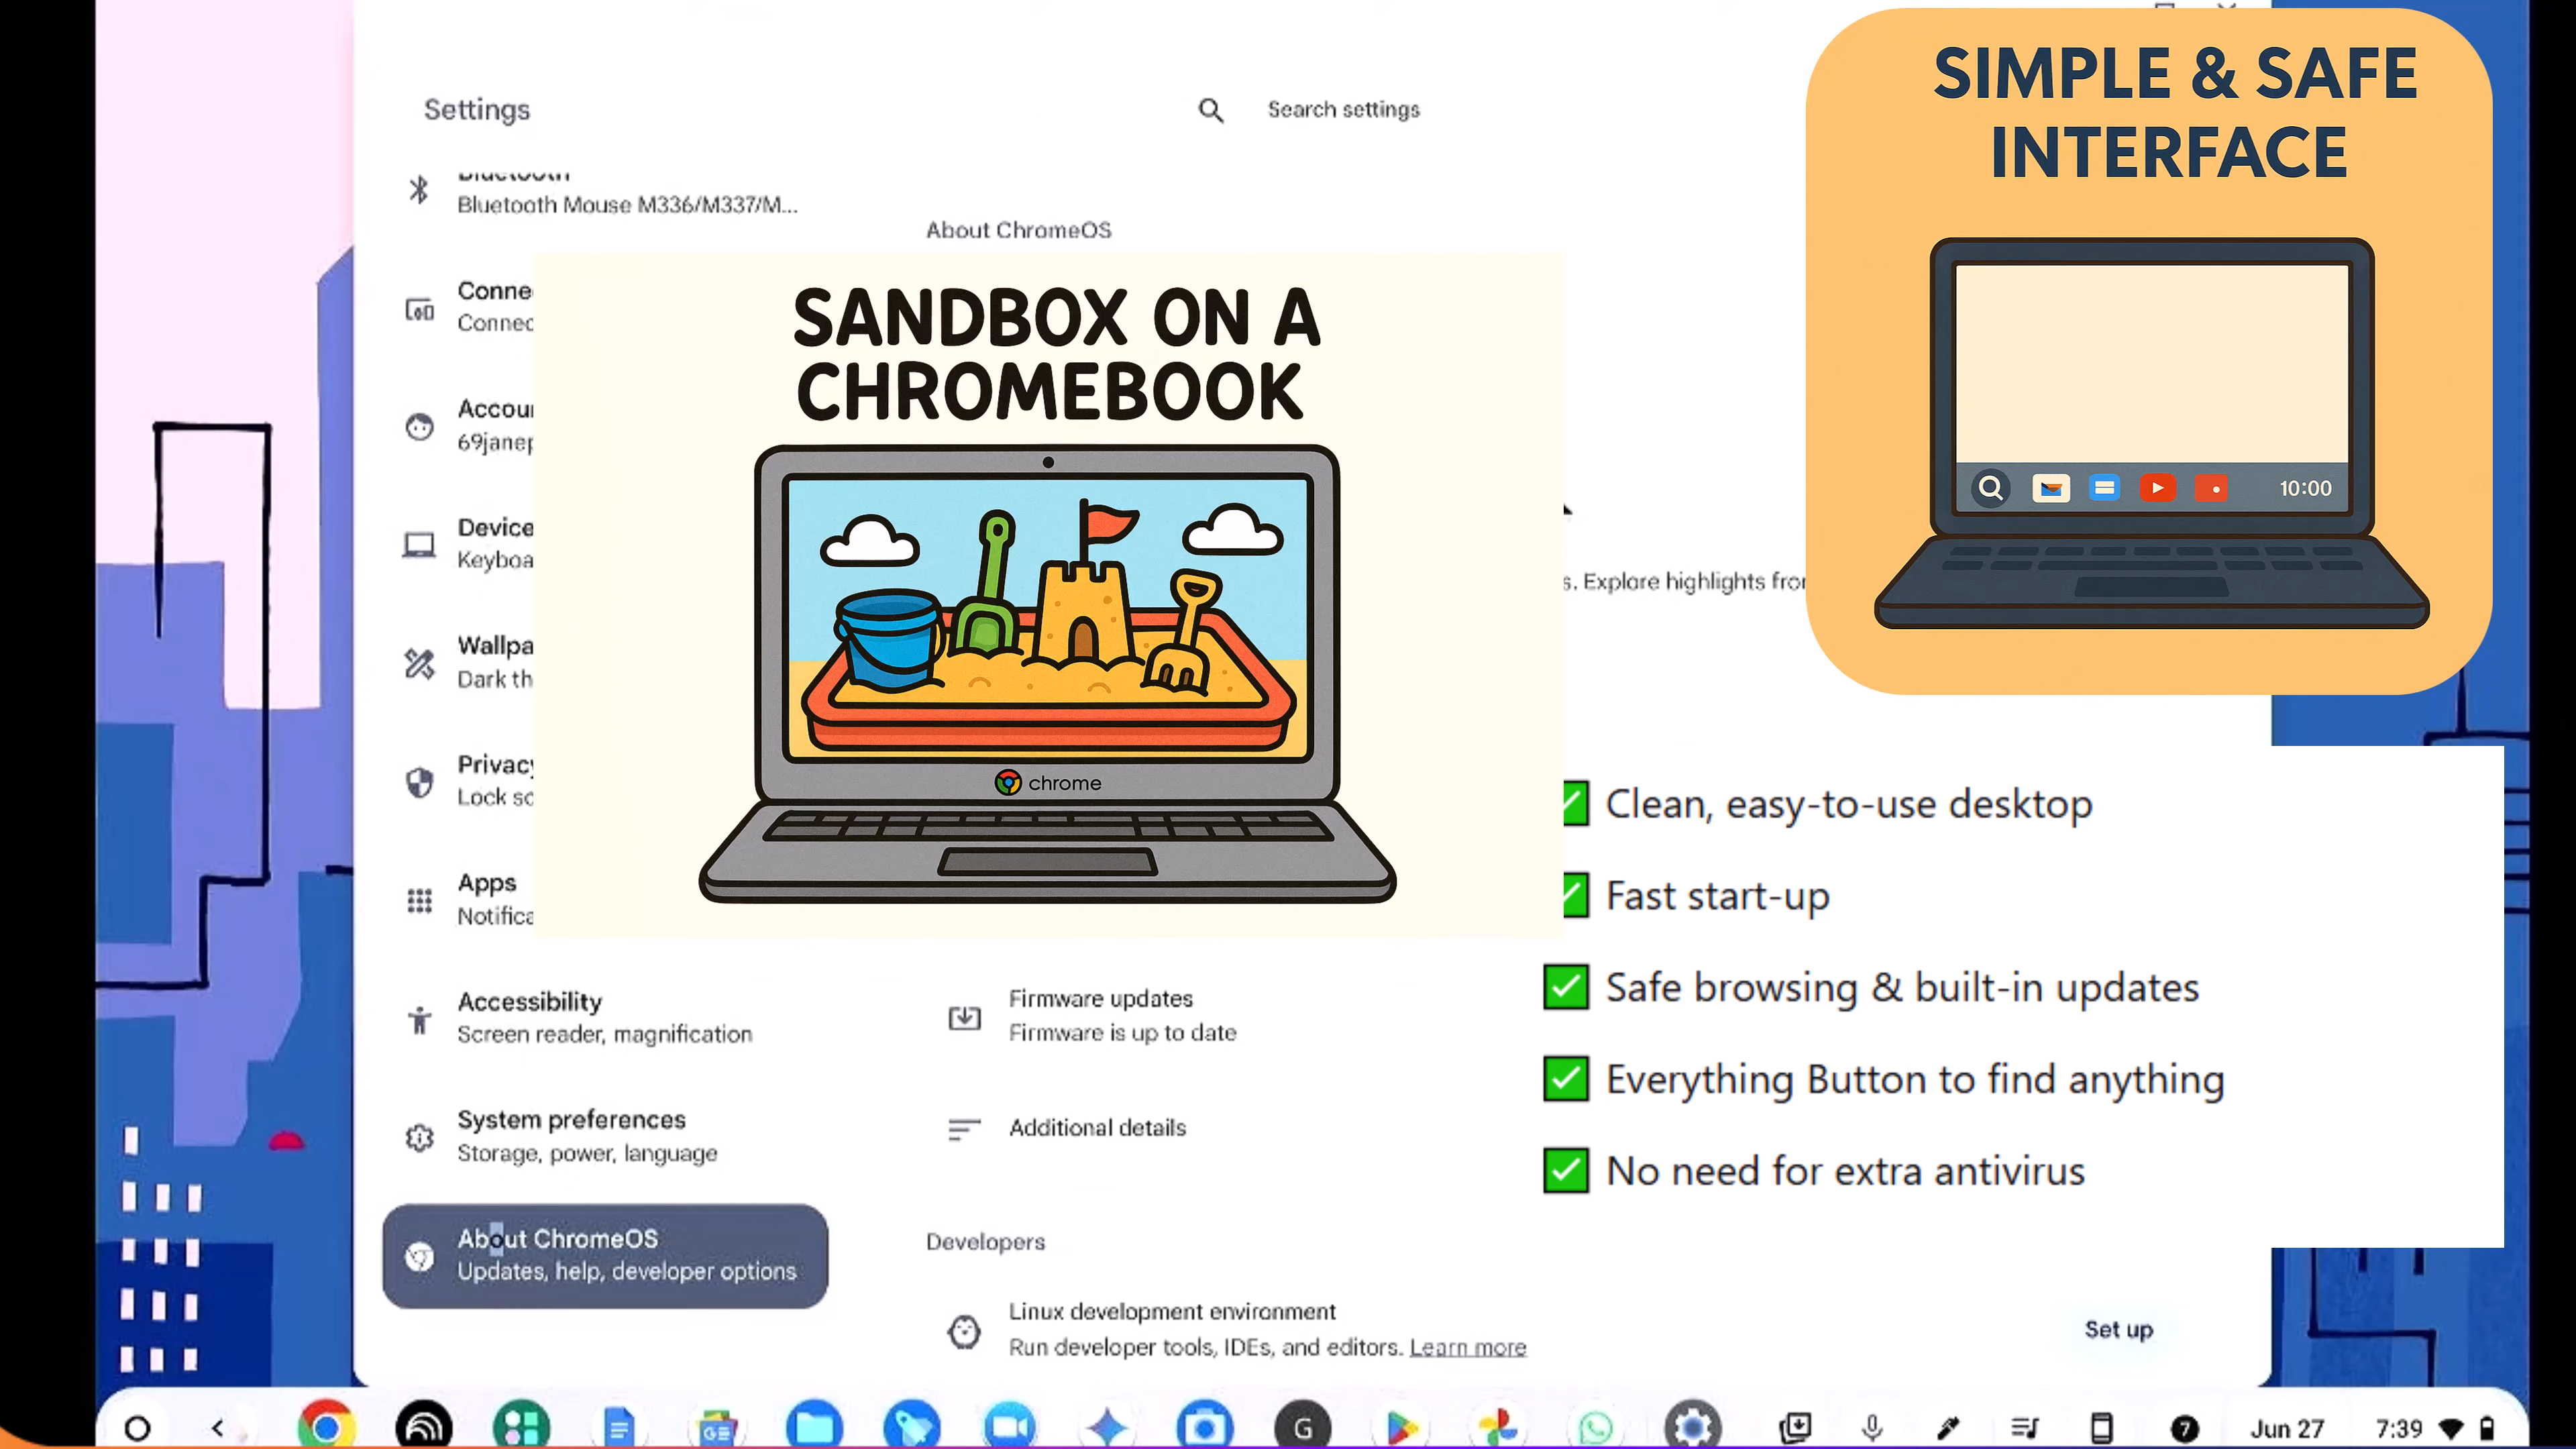 SIMPLE & SAFE
INTERFACE
10:00
Settings
Search settings
Bluetooth
Bluetooth Mouse M336/M337/M...
About ChromeOS
SANDBOX ON A
CHROMEBOOK
chrome
Conne
Connec
Accou
69janep
Device
Keyboa
Wallpa
Dark th
Privacy
Lock sc
Apps
Notifica
s. Explore highlights from
Clean, easy-to-use desktop
Fast start-up
Safe browsing & built-in updates
Everything Button to find anything
No need for extra antivirus
Accessibility
Screen reader, magnification
Firmware updates
Firmware is up to date
System preferences
Storage, power, language
Additional details
About ChromeOS
Updates, help, developer options
Developers
Linux development environment
Run developer tools, IDEs, and editors. Learn more
Set up
GE
G
7
Jun 27
7:39